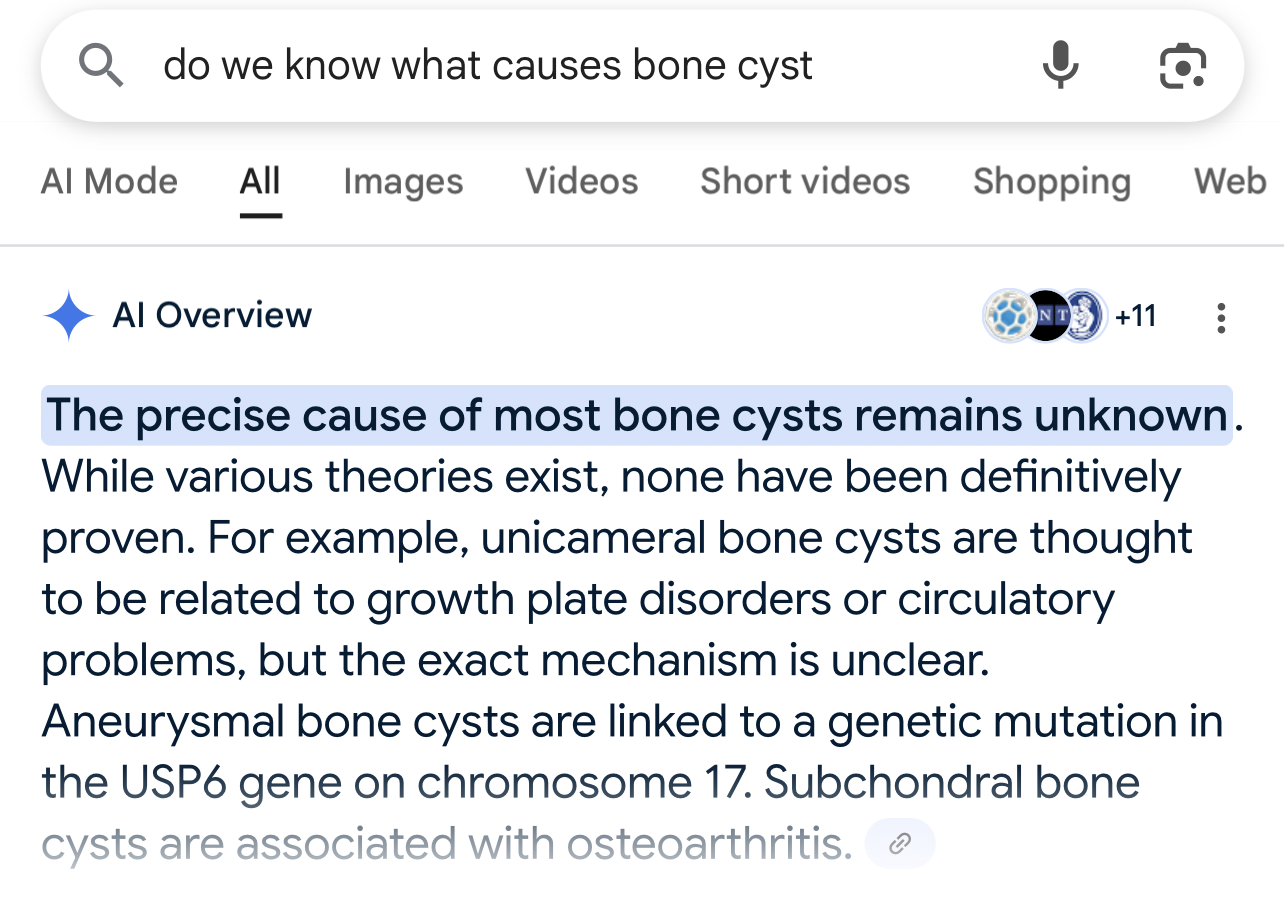 do we know what causes bone cyst
AI Mode All Images Videos Short videos Shopping Web
AI Overview NT +11
The precise cause of most bone cysts remains unknown.
While various theories exist, none have been definitively
proven. For example, unicameral bone cysts are thought
to be related to growth plate disorders or circulatory
problems, but the exact mechanism is unclear.
Aneurysmal bone cysts are linked to a genetic mutation in
the USP6 gene on chromosome 17. Subchondral bone
cysts are associated with osteoarthritis.